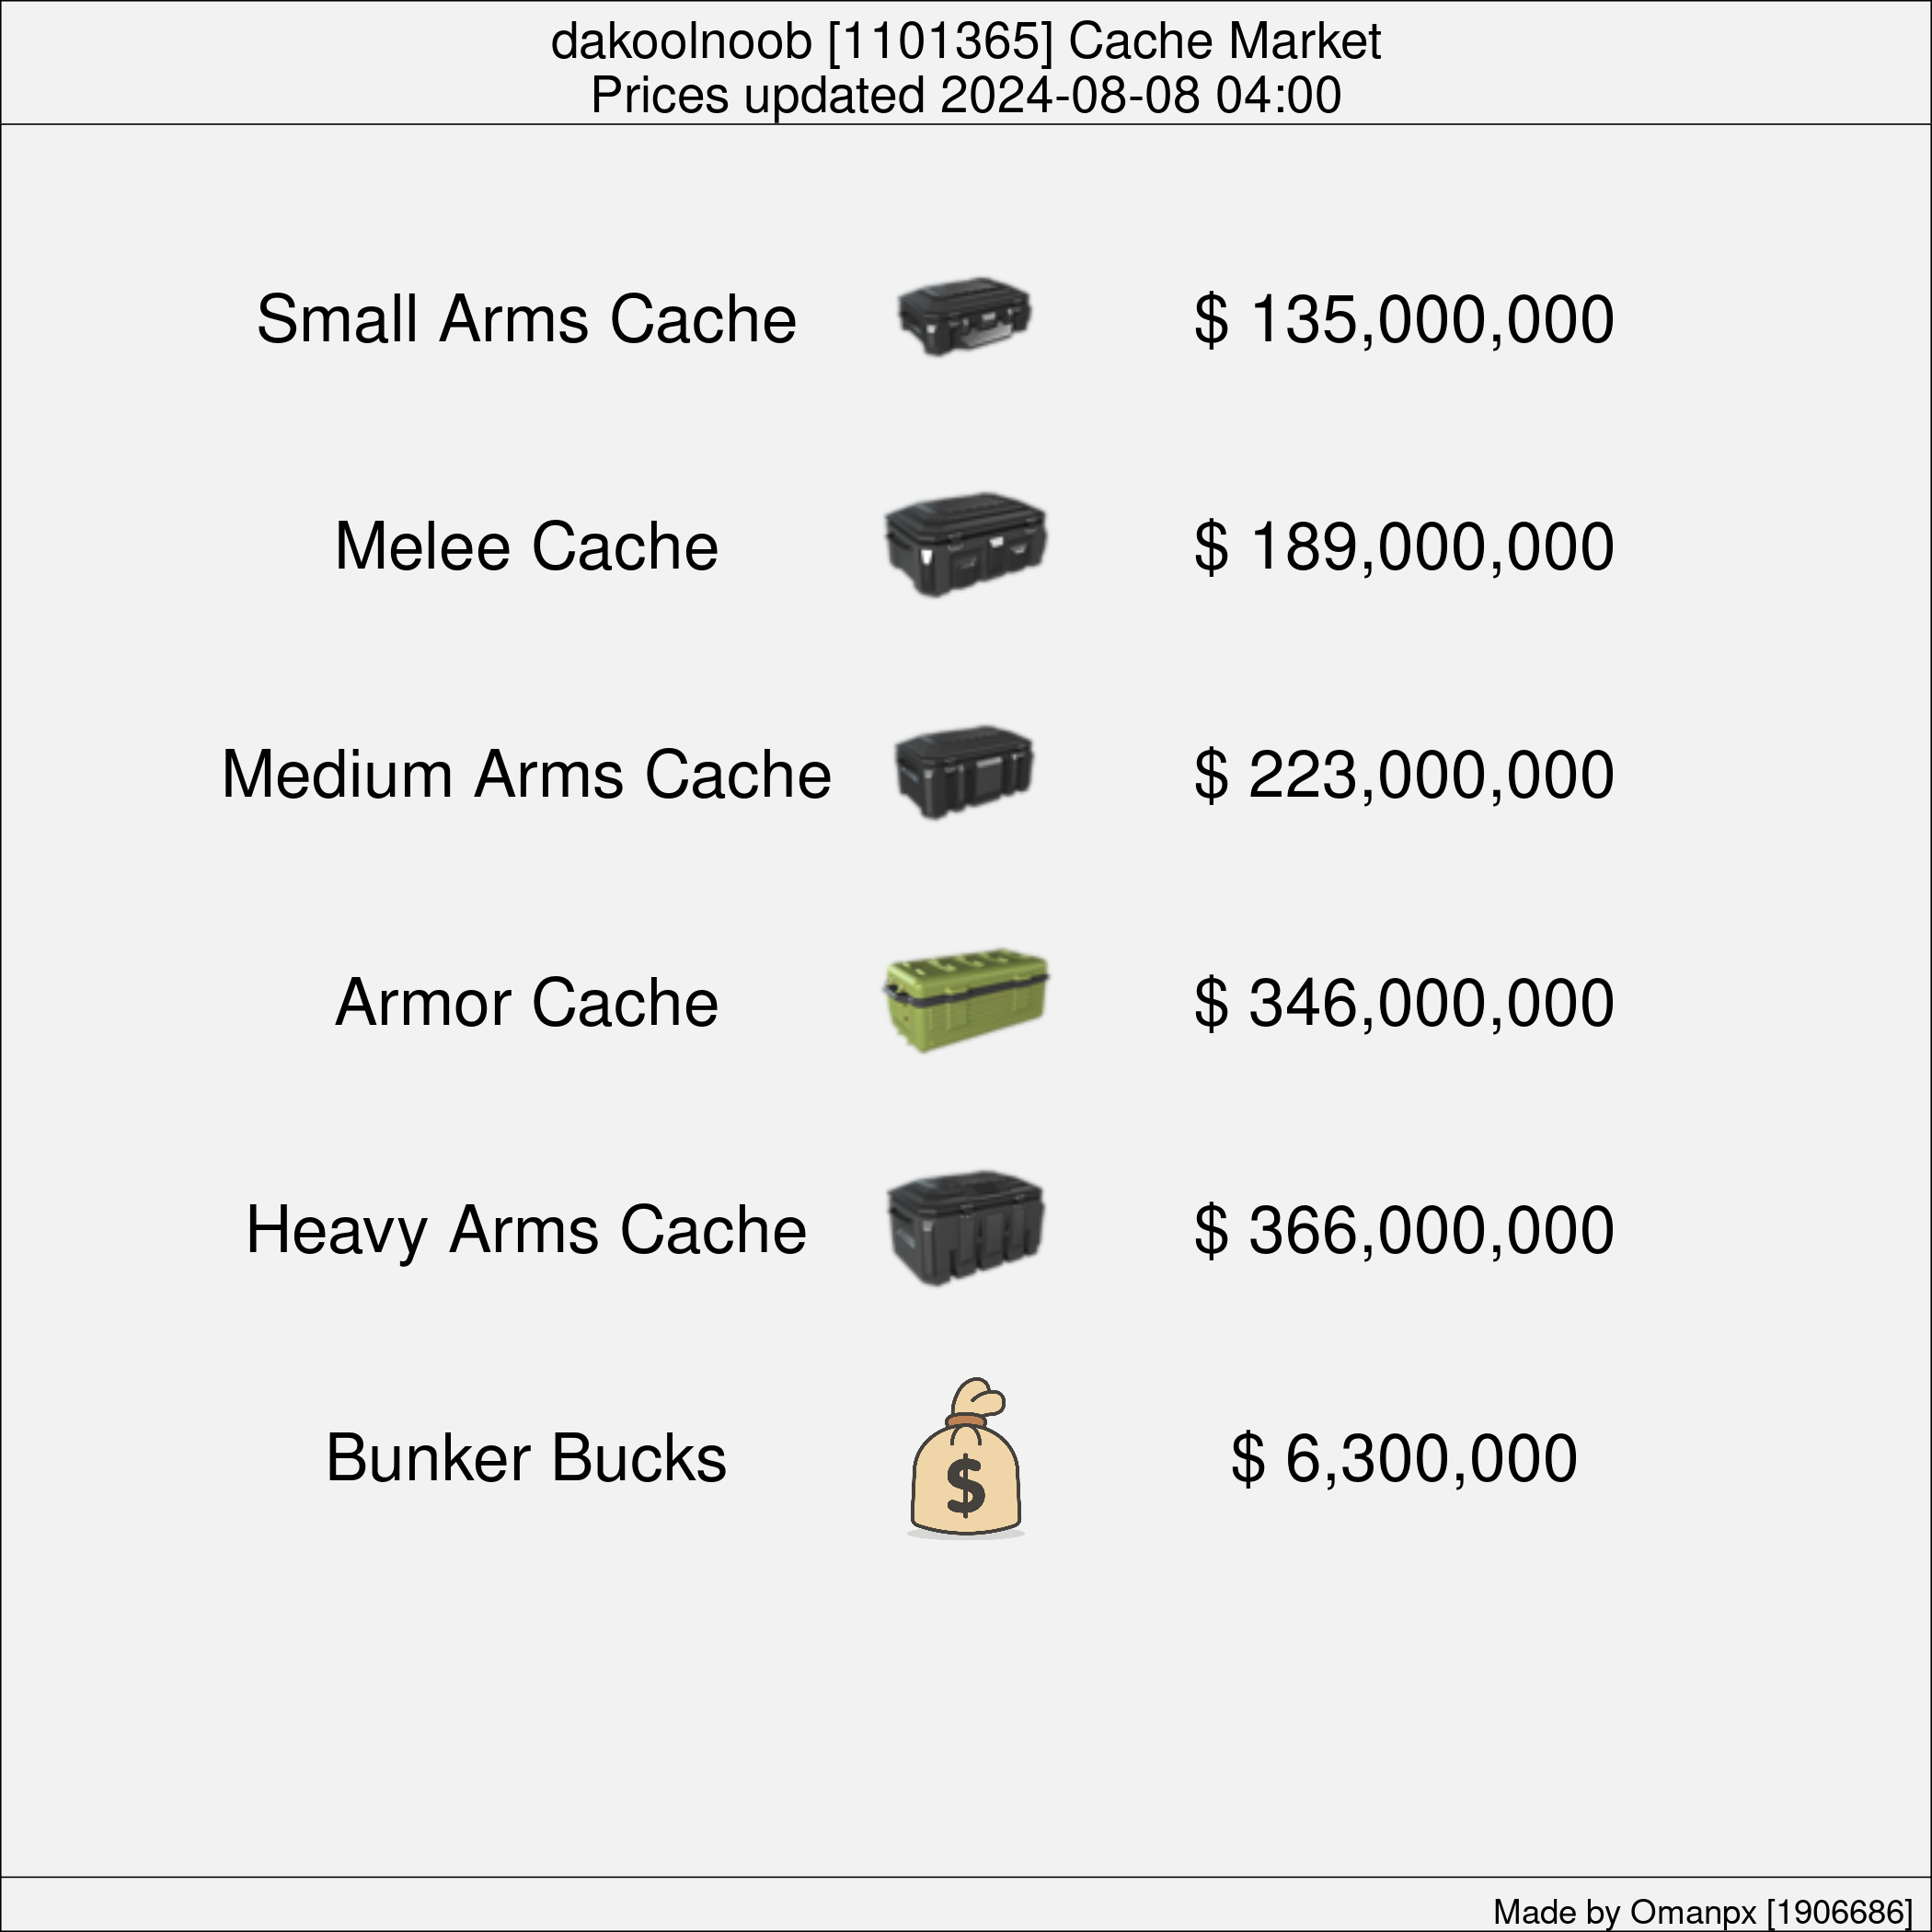 dakoolnoob [1101365] Cache Market
Prices updated 2024-08-08 04:00
Small Arms Cache $ 135,000,000
Melee Cache $ 189,000,000
Medium Arms Cache $ 223,000,000
Armor Cache $ 346,000,000
Heavy Arms Cache $ 366,000,000
Bunker Bucks $ $ 6,300,000
Made by Omanpx [1906686]